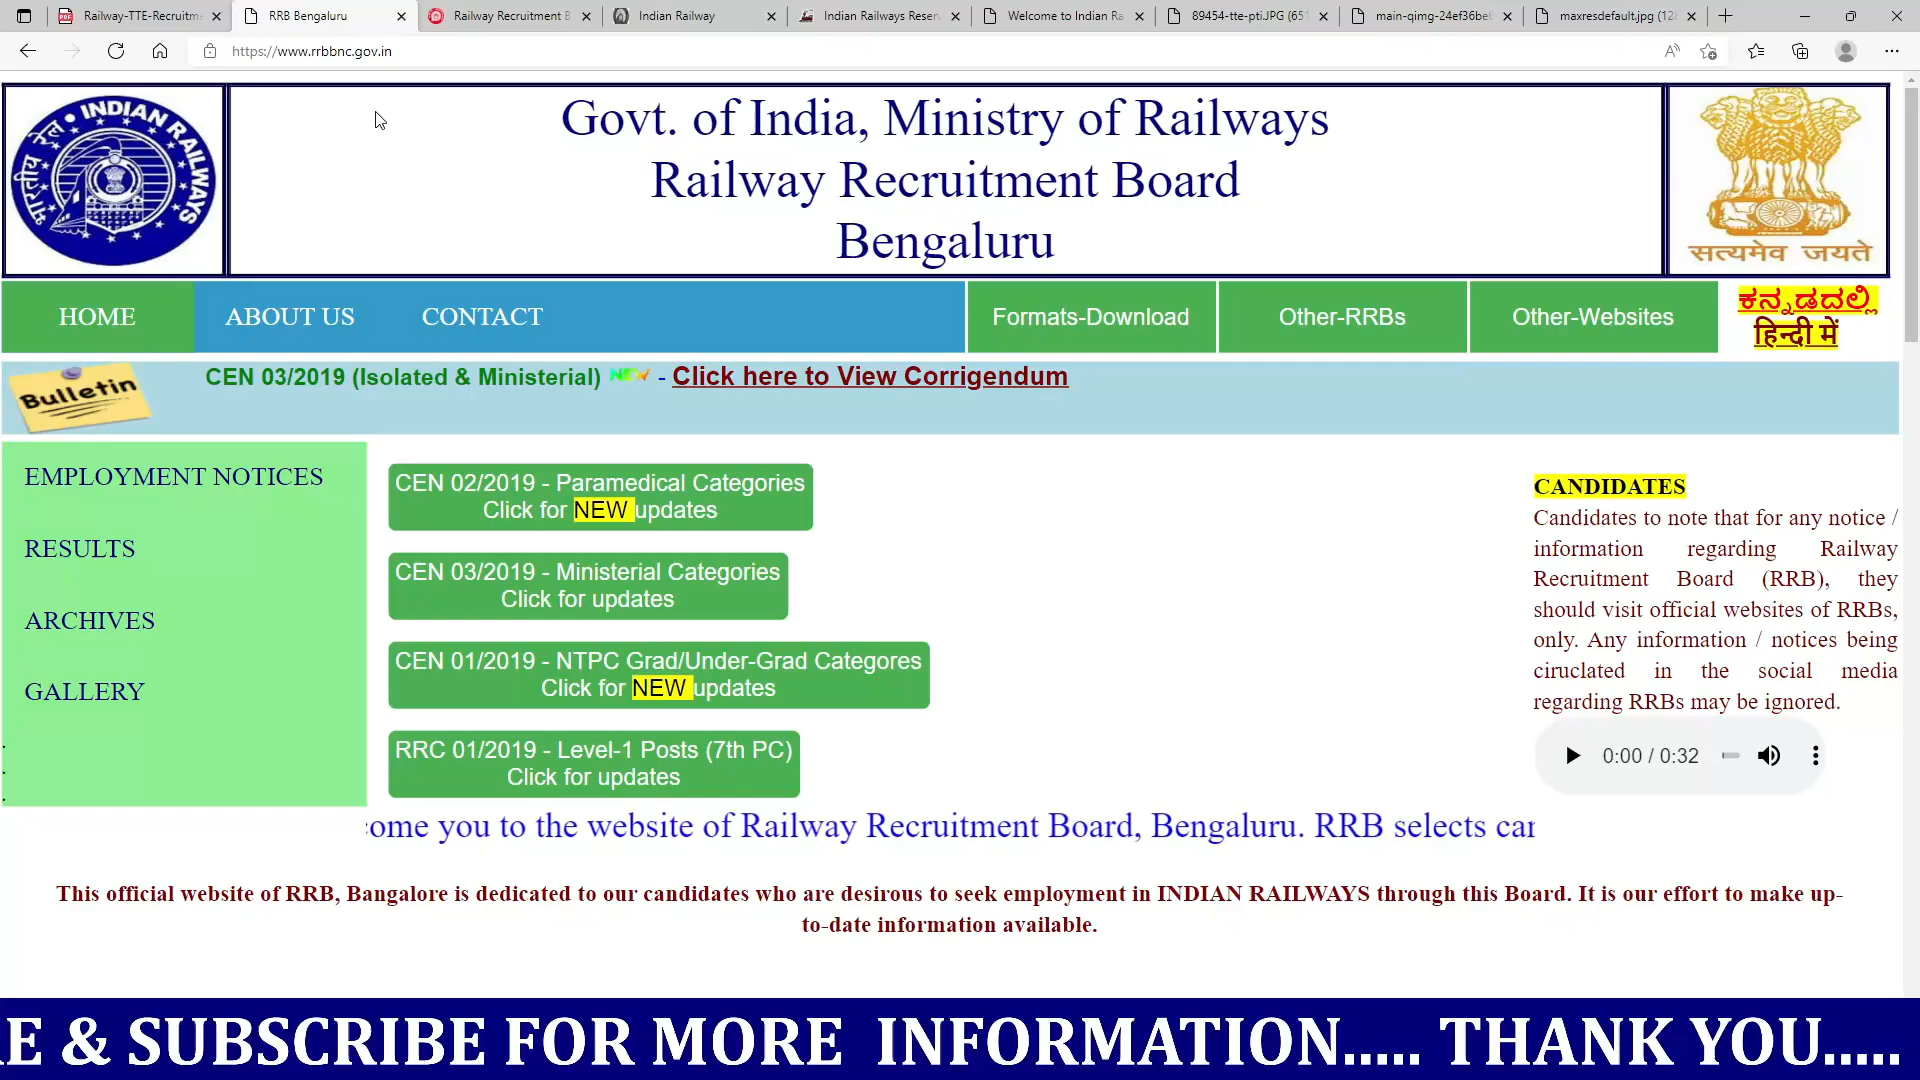 Railway-TTE-Recruitm
RRB Bengaluru
Railway Recruitment B
Indian Railway
Indian Railways Reser
Welcome to Indian Ra
89454-tte-pti.JPG (651
main-qimg-24ef36be6
maxresdefault.jpg (128
https://www.rrbbnc.gov.in
• INDIAN RAILWAYS
भारतीय रेल
Govt. of India, Ministry of Railways
Railway Recruitment Board
Bengaluru
सत्यमेव जयते
HOME
ABOUT US
CONTACT
Formats-Download
Other-RRBs
Other-Websites
ಕನ್ನಡದಲ್ಲಿ
हिन्दी में
Bulletin
CEN 03/2019 (Isolated & Ministerial) NEW - Click here to View Corrigendum
EMPLOYMENT NOTICES
RESULTS
ARCHIVES
GALLERY
CEN 02/2019 - Paramedical Categories
Click for NEW updates
CEN 03/2019 - Ministerial Categories
Click for updates
CEN 01/2019 - NTPC Grad/Under-Grad Categores
Click for NEW updates
RRC 01/2019 - Level-1 Posts (7th PC)
Click for updates
CANDIDATES
Candidates to note that for any notice /
information regarding Railway
Recruitment Board (RRB), they
should visit official websites of RRBs,
only. Any information / notices being
ciruclated in the social media
regarding RRBs may be ignored.
0:00 / 0:32
come you to the website of Railway Recruitment Board, Bengaluru. RRB selects can
This official website of RRB, Bangalore is dedicated to our candidates who are desirous to seek employment in INDIAN RAILWAYS through this Board. It is our effort to make up-
to-date information available.
RE & SUBSCRIBE FOR MORE INFORMATION..... THANK YOU.....